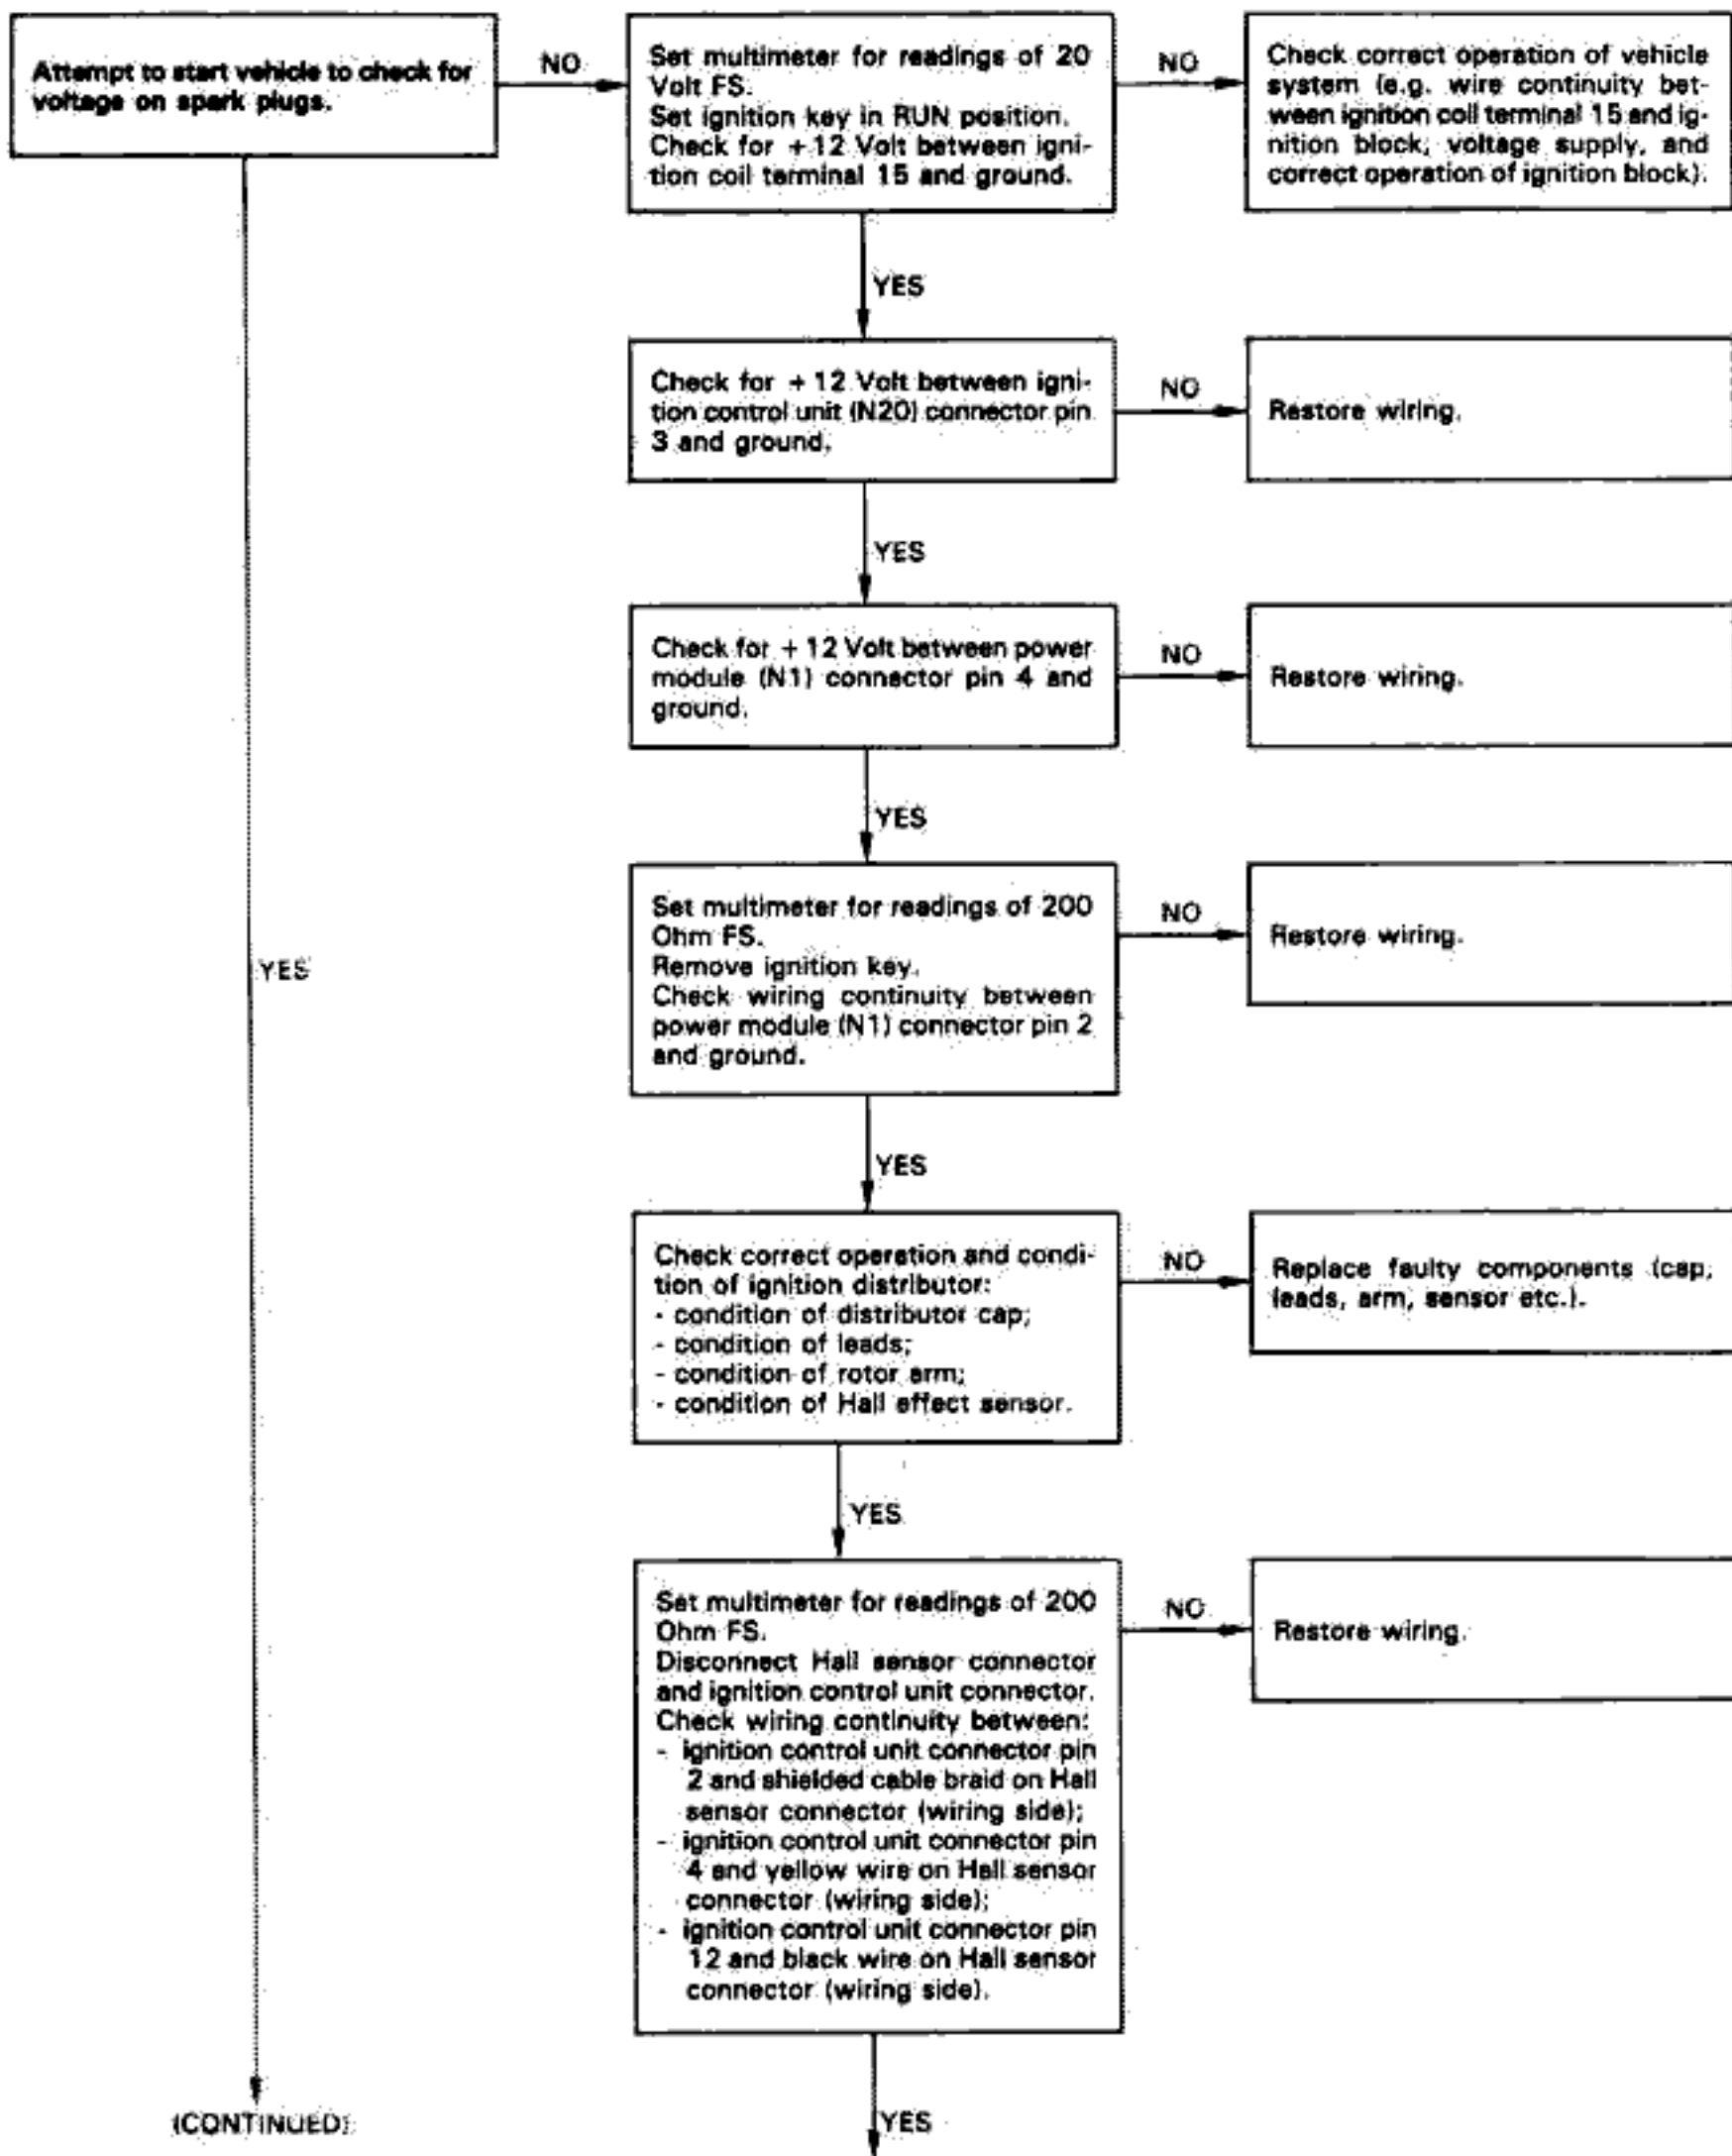 Attempt to start vehicle to check for
voltage on spark plugs.
NO
Set multimeter for readings of 20
Volt FS.
Set ignition key in RUN position.
Check for + 12 Volt between igni-
tion coil terminal 15 and ground.
NO
Check correct operation of vehicle
system (e.g. wire continuity bet-
ween ignition coil terminal 15 and ig-
nition block, voltage supply, and
correct operation of ignition block).
YES
Check for + 12 Volt between igni-
tion control unit (N20) connector pin
3 and ground.
NO
Restore wiring.
YES
Check for + 12 Volt between power
module (N1) connector pin 4 and
ground.
NO
Restore wiring.
YES
Set multimeter for readings of 200
Ohm FS.
Remove ignition key.
Check wiring continuity between
power module (N1) connector pin 2
and ground.
NO
Restore wiring.
YES
YES
Check correct operation and condi-
tion of ignition distributor:
- condition of distributor cap;
- condition of leads;
- condition of rotor arm;
- condition of Hall effect sensor.
NO
Replace faulty components (cap,
leads, arm, sensor etc.).
YES
Set multimeter for readings of 200
Ohm FS.
Disconnect Hall sensor connector
and ignition control unit connector.
Check wiring continuity between:
- ignition control unit connector pin
2 and shielded cable braid on Hall
sensor connector (wiring side);
- ignition control unit connector pin
4 and yellow wire on Hall sensor
connector (wiring side);
- ignition control unit connector pin
12 and black wire on Hall sensor
connector (wiring side).
NO
Restore wiring.
(CONTINUED)
YES